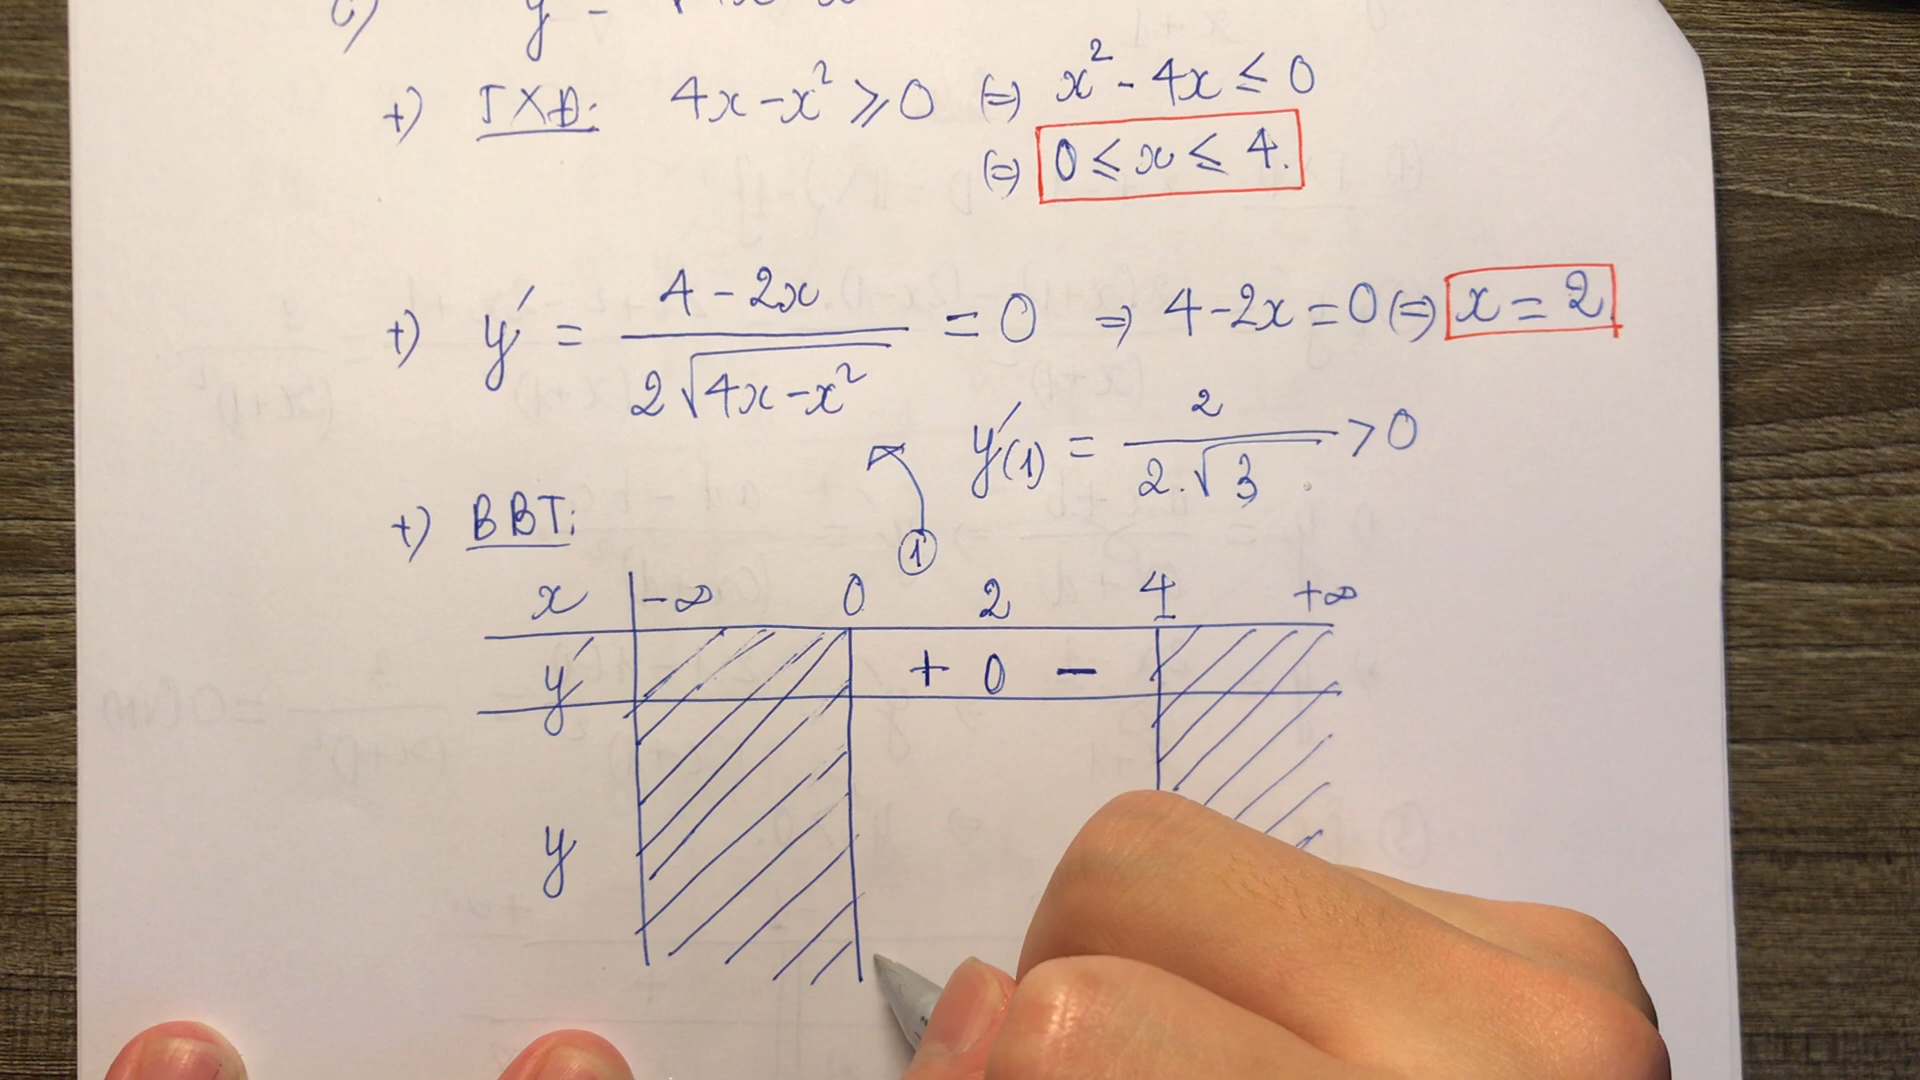 c) y = √4x-x
+) TXĐ: 4x-x² ⩾ 0 (=) x² - 4x ≤ 0
(=) 0 ≤ x ≤ 4.
+) y' = (4-2x)/(2√(4x-x²)) = 0 => 4-2x=0 (=) x=2.
y'(1) = 2/(2.√3) > 0
+) BBT:
①
x -∞ 0 2 4 +∞
y' + 0 -
y